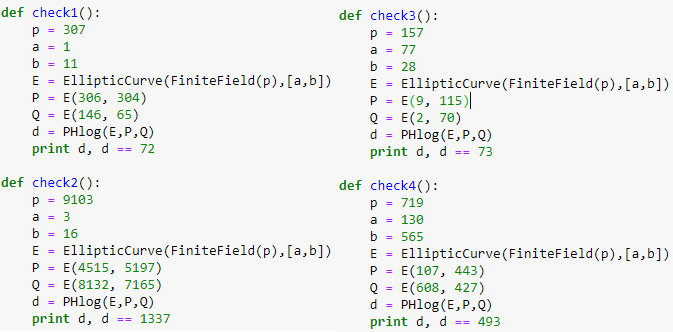 def check1():
    p = 307
    a = 1
    b = 11
    E = EllipticCurve(FiniteField(p),[a,b])
    P = E(306, 304)
    Q = E(146, 65)
    d = PHlog(E,P,Q)
    print d, d == 72
def check2():
    p = 9103
    a = 3
    b = 16
    E = EllipticCurve(FiniteField(p),[a,b])
    P = E(4515, 5197)
    Q = E(8132, 7165)
    d = PHlog(E,P,Q)
    print d, d == 1337
def check3():
    p = 157
    a = 77
    b = 28
    E = EllipticCurve(FiniteField(p),[a,b])
    P = E(9, 115)
    Q = E(2, 70)
    d = PHlog(E,P,Q)
    print d, d == 73
def check4():
    p = 719
    a = 130
    b = 565
    E = EllipticCurve(FiniteField(p),[a,b])
    P = E(107, 443)
    Q = E(608, 427)
    d = PHlog(E,P,Q)
    print d, d == 493